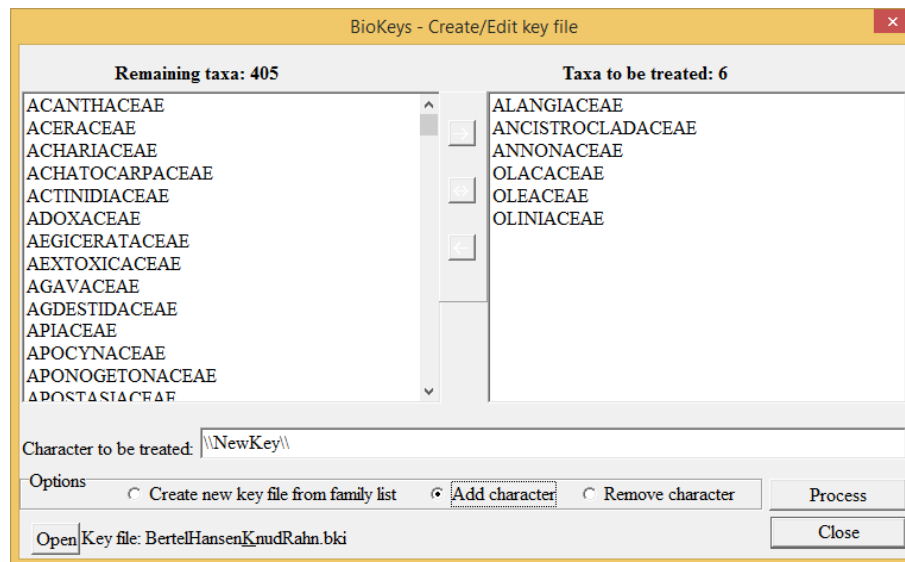 BioKeys - Create/Edit key file
Remaining taxa: 405
Taxa to be treated: 6
ACANTHACEAE
ACERACEAE
ACHARIACEAE
ACHATOCARPACEAE
ACTINIDIACEAE
ADOXACEAE
AEGICERATACEAE
AEXTOXICACEAE
AGAVACEAE
AGDESTIDACEAE
APIACEAE
APOCYNACEAE
APONOGETONACEAE
APOSTASIACEAE
ALANGIACEAE
ANCISTROCLADACEAE
ANNONACEAE
OLACACEAE
OLEACEAE
OLINIACEAE
Character to be treated: \\NewKey\\
Options
Create new key file from family list Add character Remove character Process
Open Key file: BertelHansenKnudRahn.bki Close